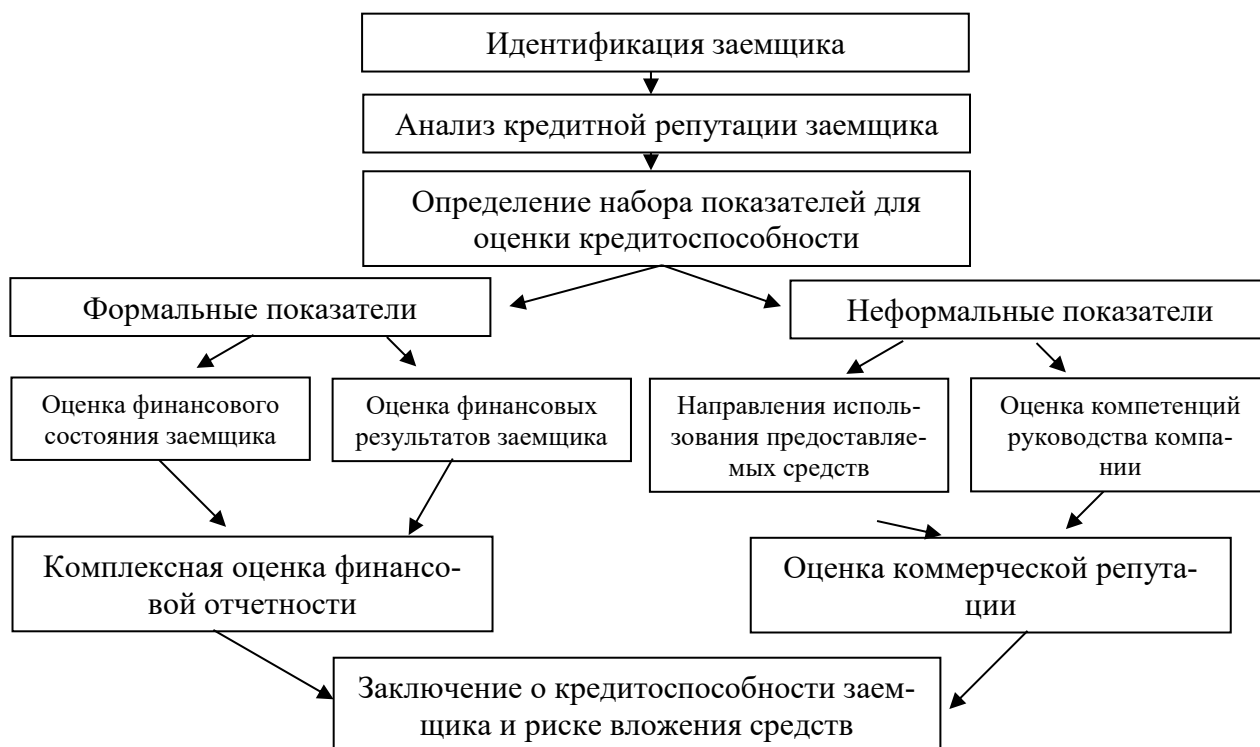 Идентификация заемщика
Анализ кредитной репутации заемщика
Определение набора показателей для
оценки кредитоспособности
Формальные показатели
Неформальные показатели
Оценка финансового
состояния заемщика
Оценка финансовых
результатов заемщика
Направления исполь-
зования предоставляе-
мых средств
Оценка компетенций
руководства компа-
нии
Комплексная оценка финансо-
вой отчетности
Оценка коммерческой репута-
ции
Заключение о кредитоспособности заем-
щика и риске вложения средств